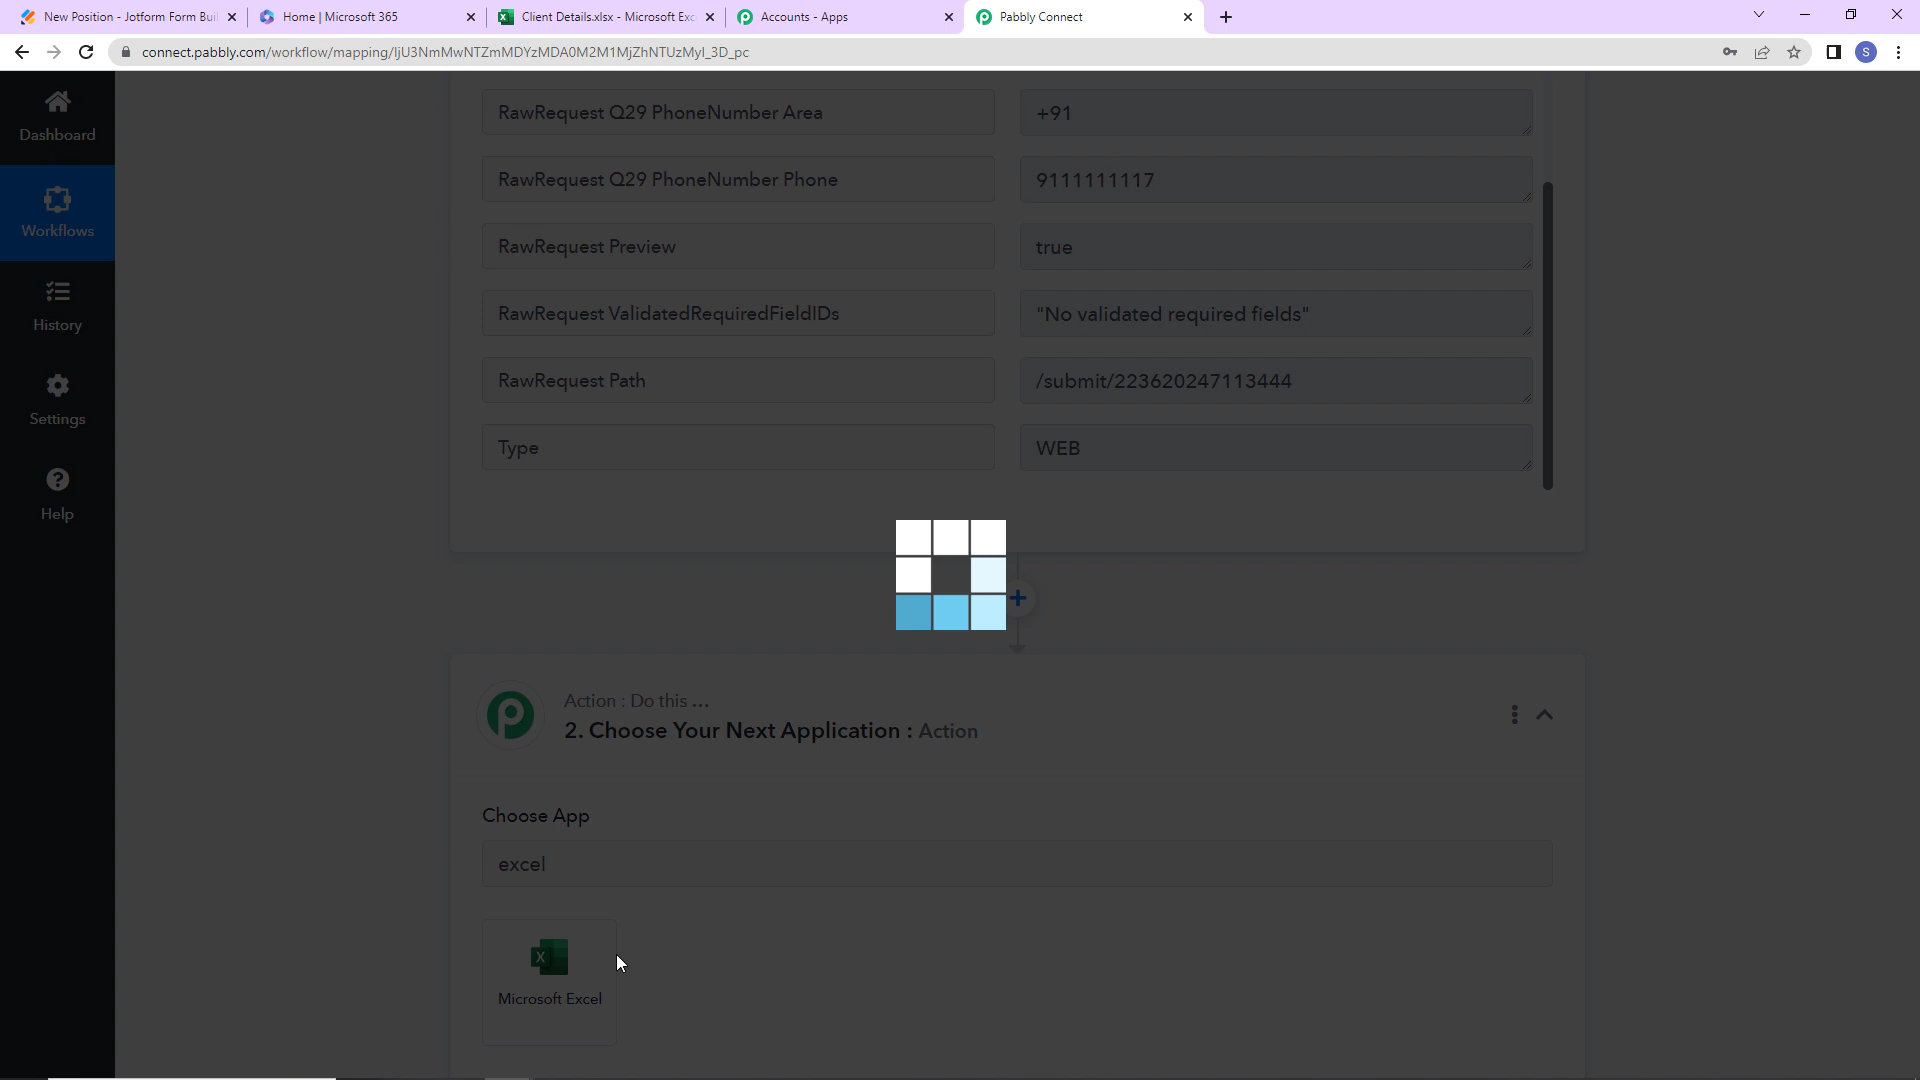 New Position - Jotform Form Buil
Home | Microsoft 365
Client Details.xlsx - Microsoft Exc
Accounts - Apps
Pabbly Connect
connect.pabbly.com/workflow/mapping/IjU3NmMwNTZmMDYzMDA0M2M1MjZhNTUzMyI_3D_pc
S
Dashboard
Workflows
History
Settings
Help
RawRequest Q29 PhoneNumber Area
+91
RawRequest Q29 PhoneNumber Phone
9111111117
RawRequest Preview
true
RawRequest ValidatedRequiredFieldIDs
"No validated required fields"
RawRequest Path
/submit/223620247113444
Type
WEB
Action : Do this ...
2. Choose Your Next Application : Action
Choose App
excel
Microsoft Excel